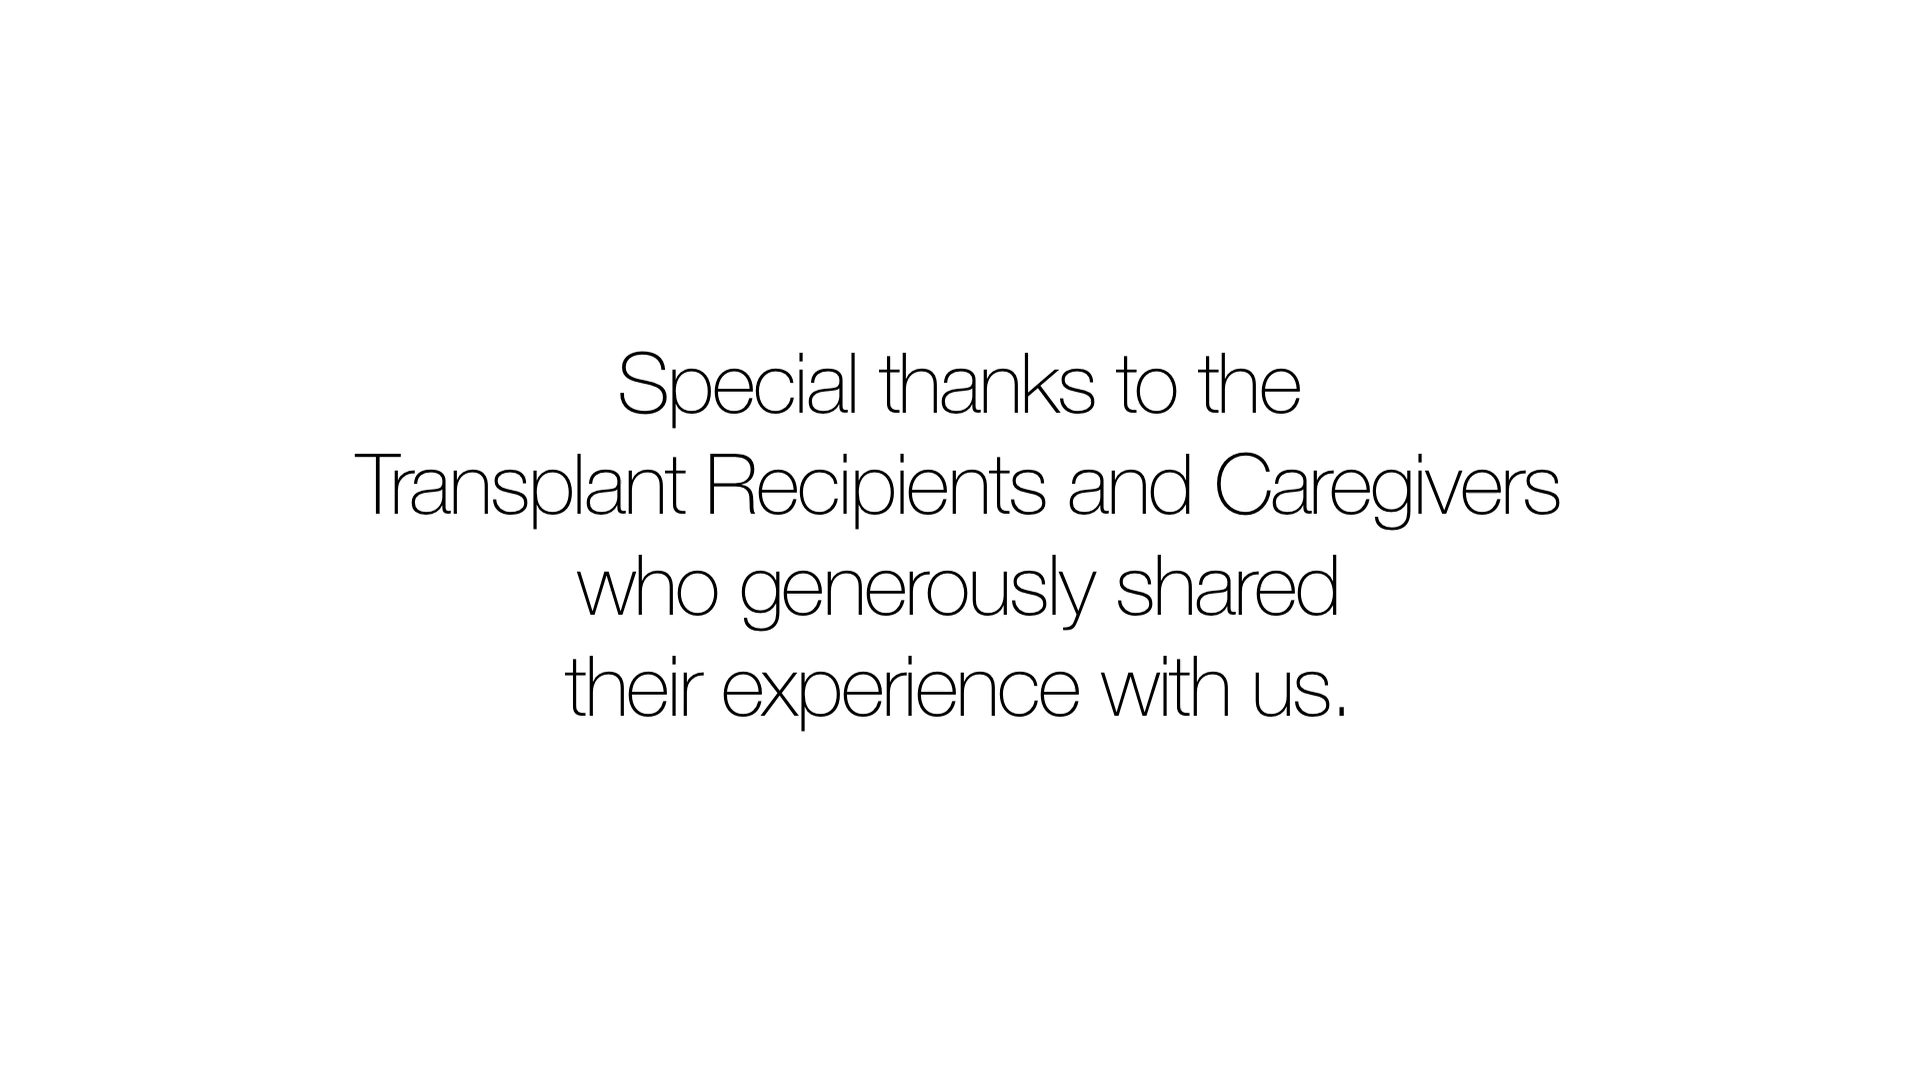 Special thanks to the
Transplant Recipients and Caregivers
who generously shared
their experience with us.